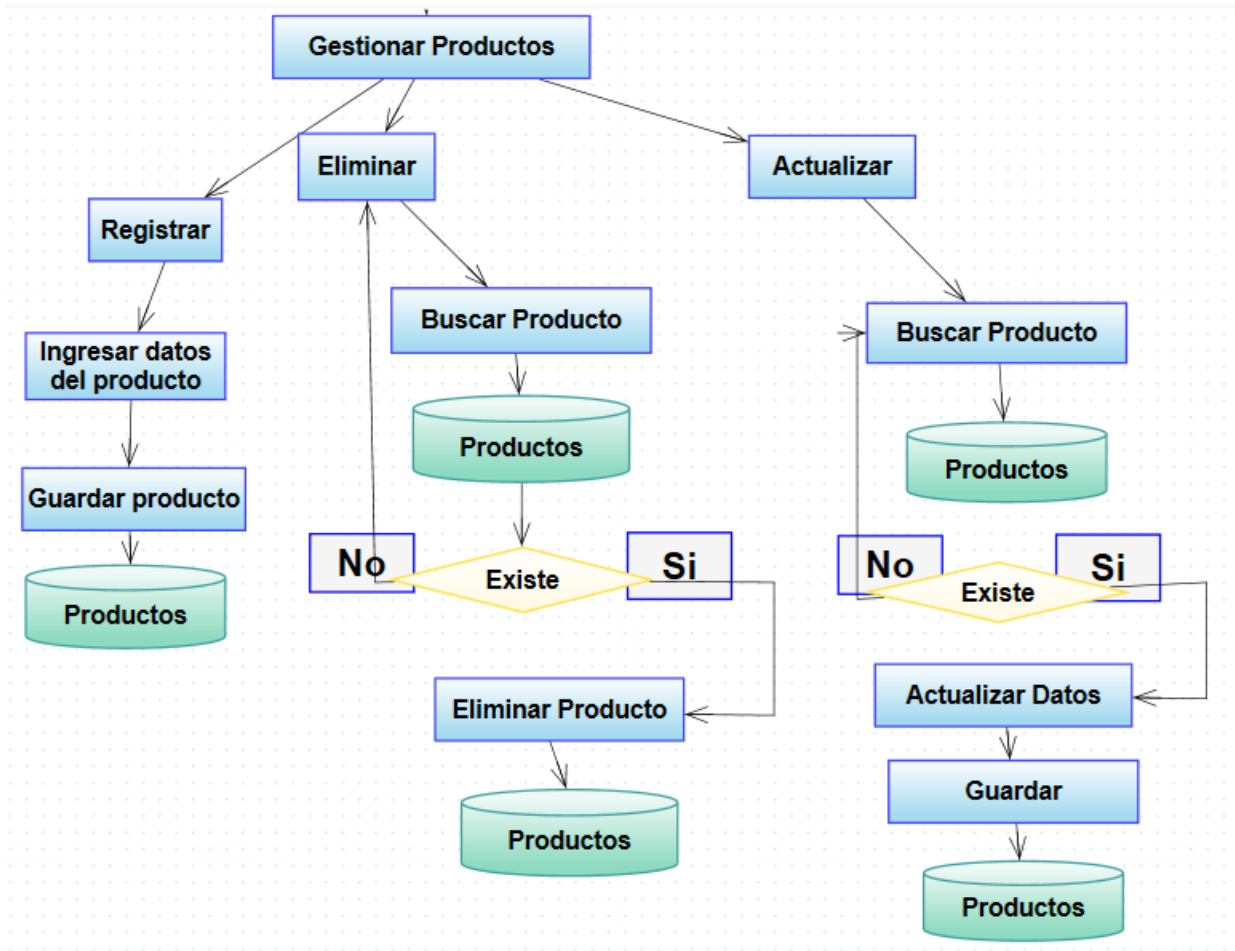 Gestionar Productos
Eliminar
Actualizar
Registrar
Buscar Producto
Buscar Producto
Ingresar datos
del producto
Productos
Productos
Guardar producto
No
Existe
Si
No
Existe
Si
Productos
Eliminar Producto
Actualizar Datos
Guardar
Productos
Productos